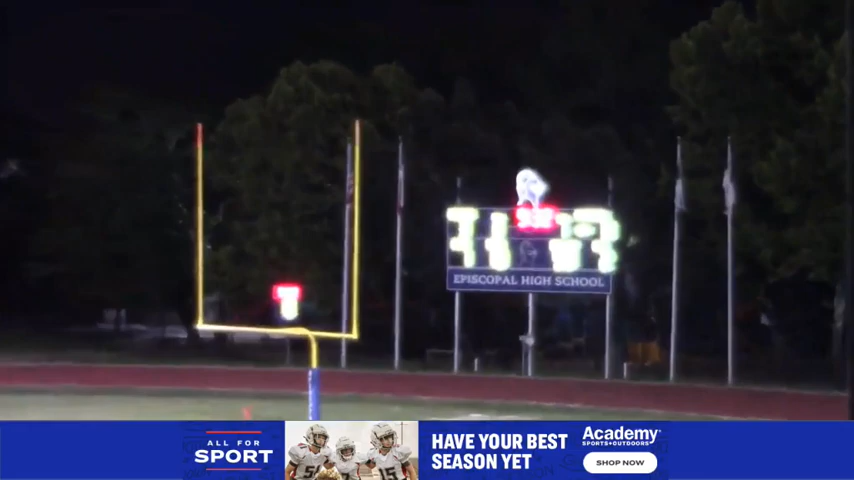 EPISCOPAL HIGH SCHOOL
ALL FOR
SPORT
HAVE YOUR BEST
SEASON YET
Academy
SPORTS+OUTDOORS
SHOP NOW